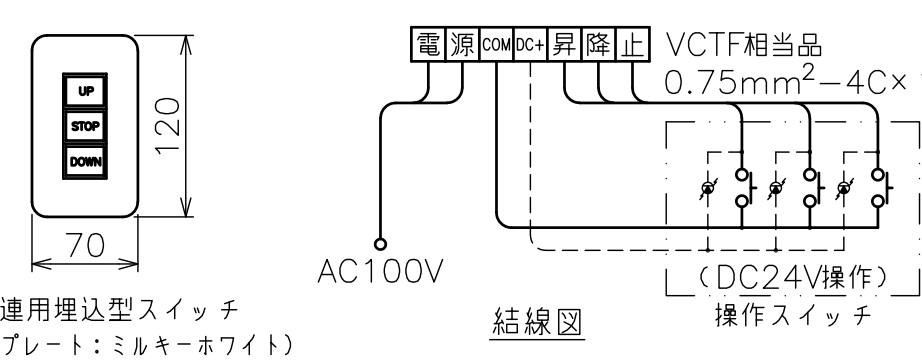 UP
STOP
DOWN
120
70
連用埋込型スイッチ
プレート：ミルキーホワイト）
電 源 COM DC+ 昇 降 止
VCTF相当品
0.75mm²－4C×
AC100V
結線図
（DC24V操作）
操作スイッチ